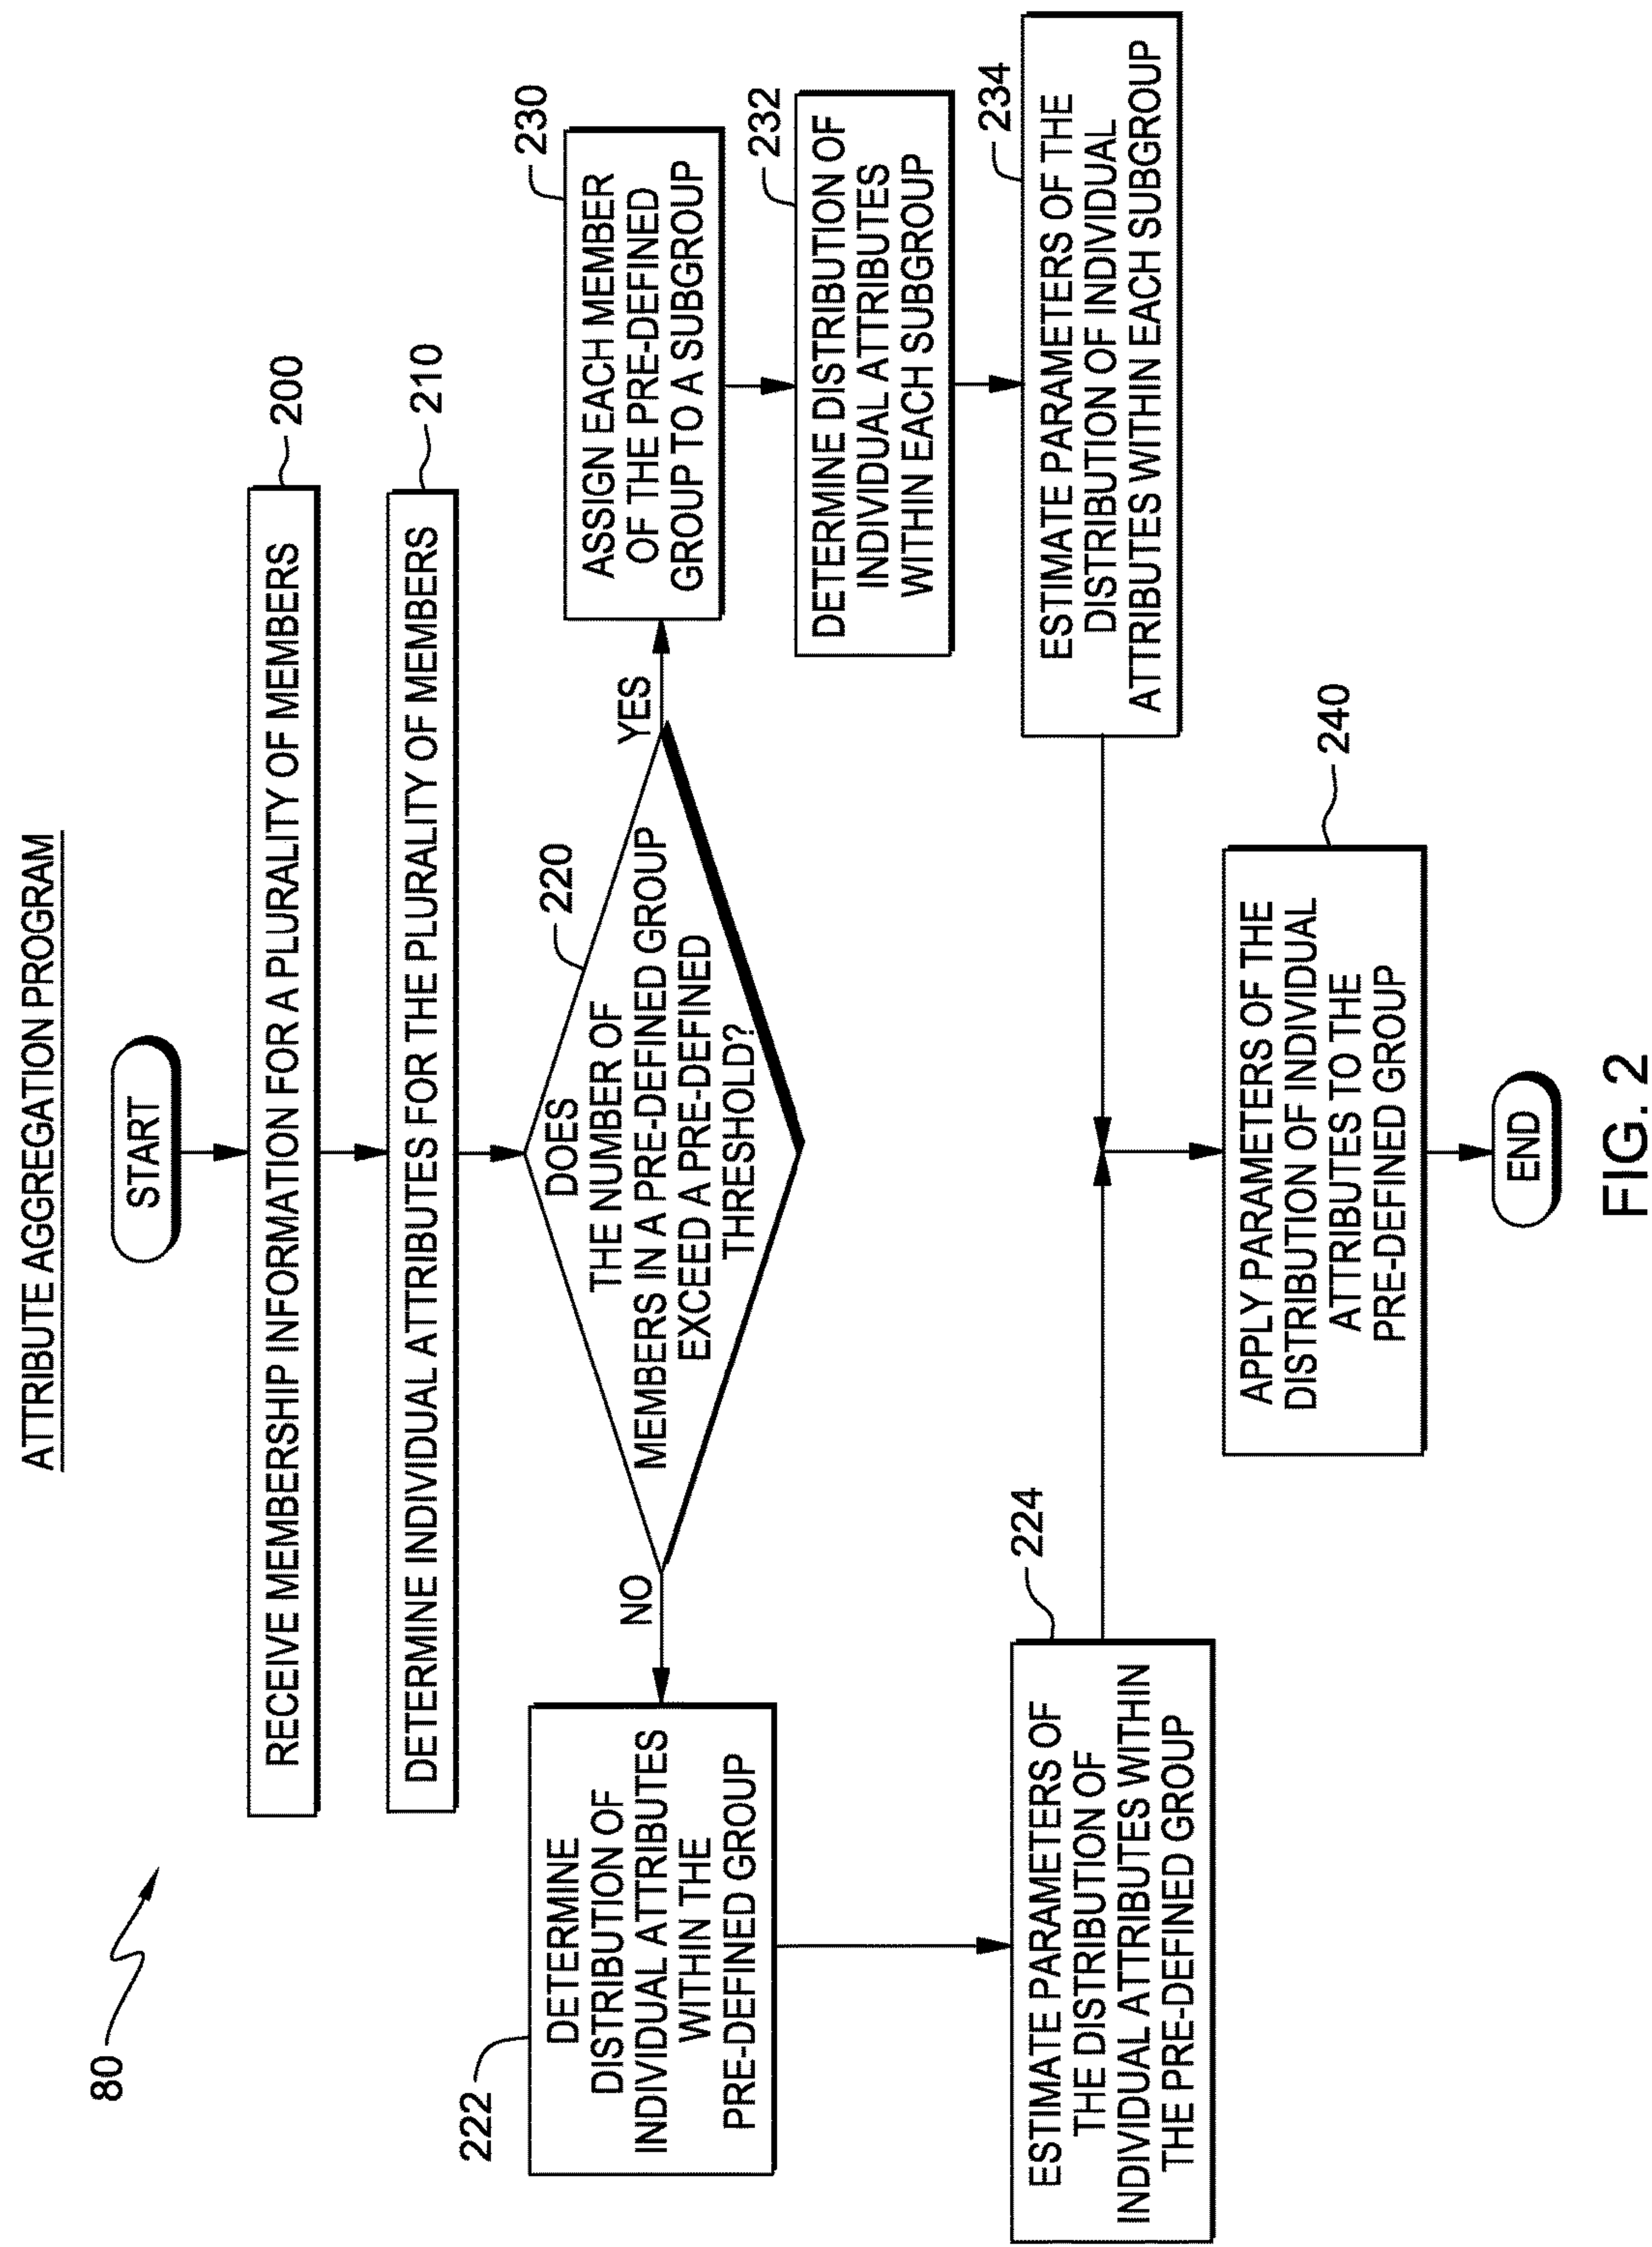 ATTRIBUTE AGGREGATION PROGRAM
80
START
RECEIVE MEMBERSHIP INFORMATION FOR A PLURALITY OF MEMBERS
200
DETERMINE INDIVIDUAL ATTRIBUTES FOR THE PLURALITY OF MEMBERS
210
DOES
THE NUMBER OF
MEMBERS IN A PRE-DEFINED GROUP
EXCEED A PRE-DEFINED
THRESHOLD?
220
NO
YES
222
DETERMINE
DISTRIBUTION OF
INDIVIDUAL ATTRIBUTES
WITHIN THE
PRE-DEFINED GROUP
224
ESTIMATE PARAMETERS OF
THE DISTRIBUTION OF
INDIVIDUAL ATTRIBUTES WITHIN
THE PRE-DEFINED GROUP
230
ASSIGN EACH MEMBER
OF THE PRE-DEFINED
GROUP TO A SUBGROUP
232
DETERMINE DISTRIBUTION OF
INDIVIDUAL ATTRIBUTES
WITHIN EACH SUBGROUP
234
ESTIMATE PARAMETERS OF THE
DISTRIBUTION OF INDIVIDUAL
ATTRIBUTES WITHIN EACH SUBGROUP
240
APPLY PARAMETERS OF THE
DISTRIBUTION OF INDIVIDUAL
ATTRIBUTES TO THE
PRE-DEFINED GROUP
END
FIG. 2